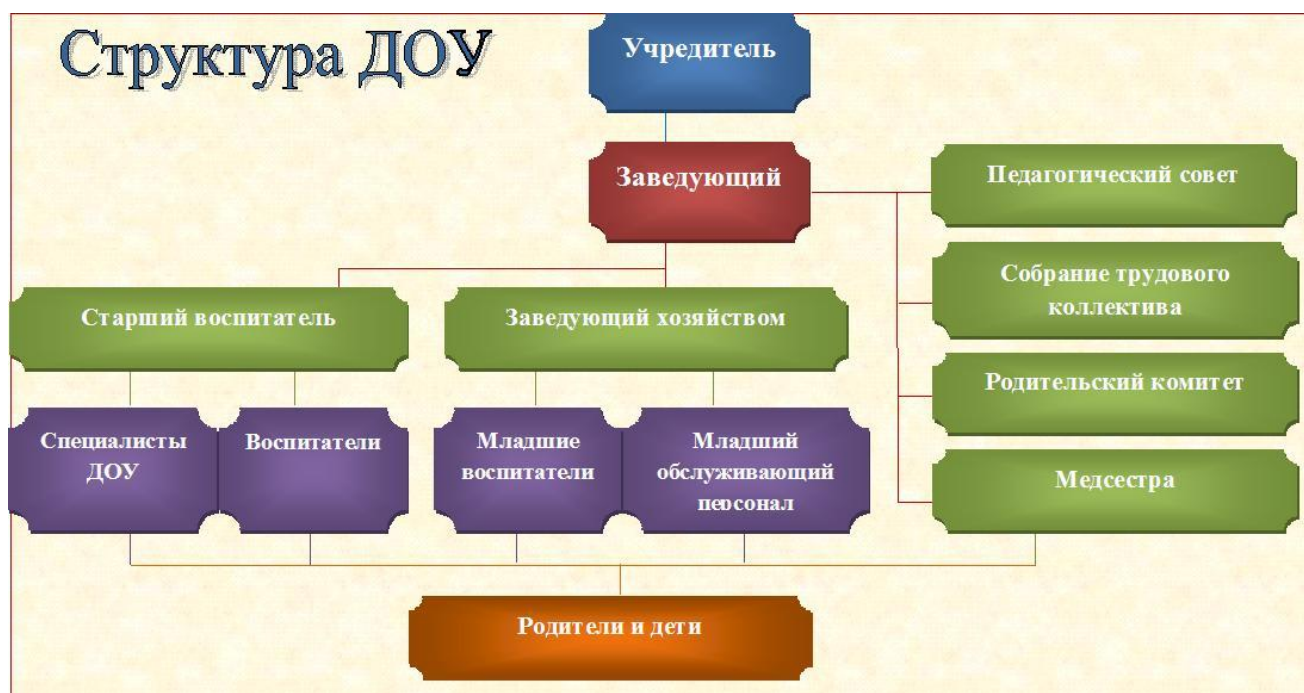 Структура ДОУ
Учредитель
Заведующий
Педагогический совет
Собрание трудового
коллектива
Родительский комитет
Медсестра
Старший воспитатель
Заведующий хозяйством
Специалисты
ДОУ
Воспитатели
Младшие
воспитатели
Младший
обслуживающий
персонал
Родители и дети